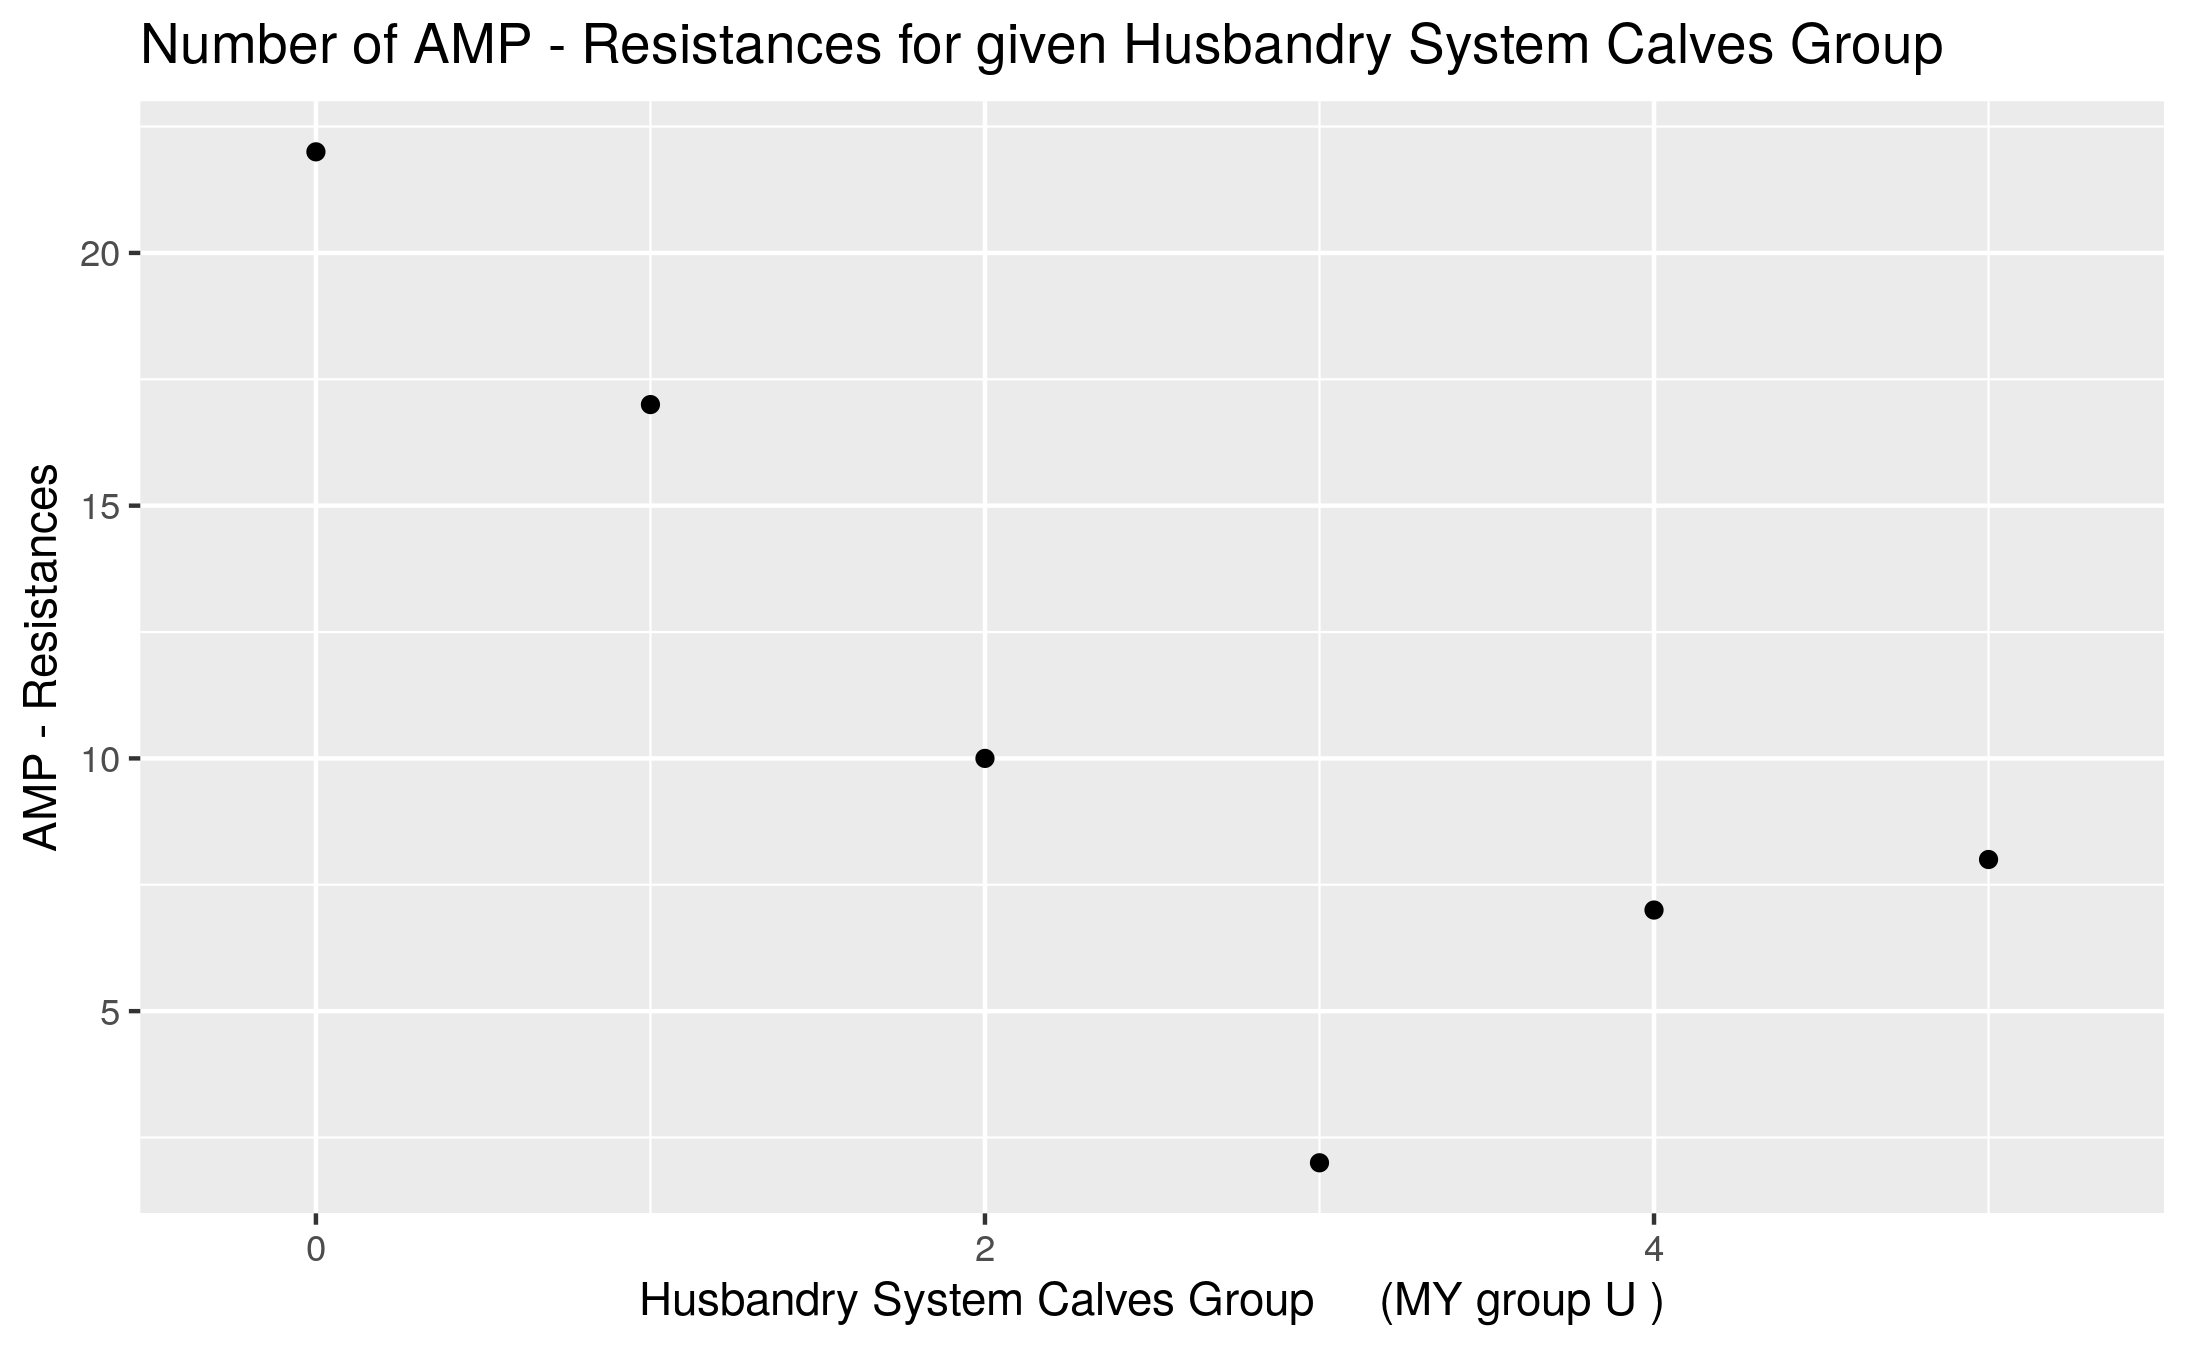 Number of AMP - Resistances for given Husbandry System Calves Group
AMP - Resistances
20
15
10
5
0 2 4
Husbandry System Calves Group (MY group U )